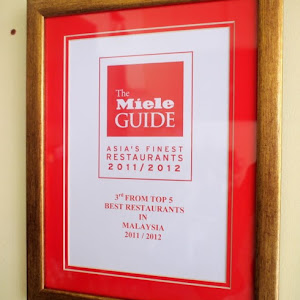 The
Miele
GUIDE
ASIA'S FINEST
RESTAURANTS
2011/2012
3rd FROM TOP 5
BEST RESTAURANTS
IN
MALAYSIA
2011 / 2012